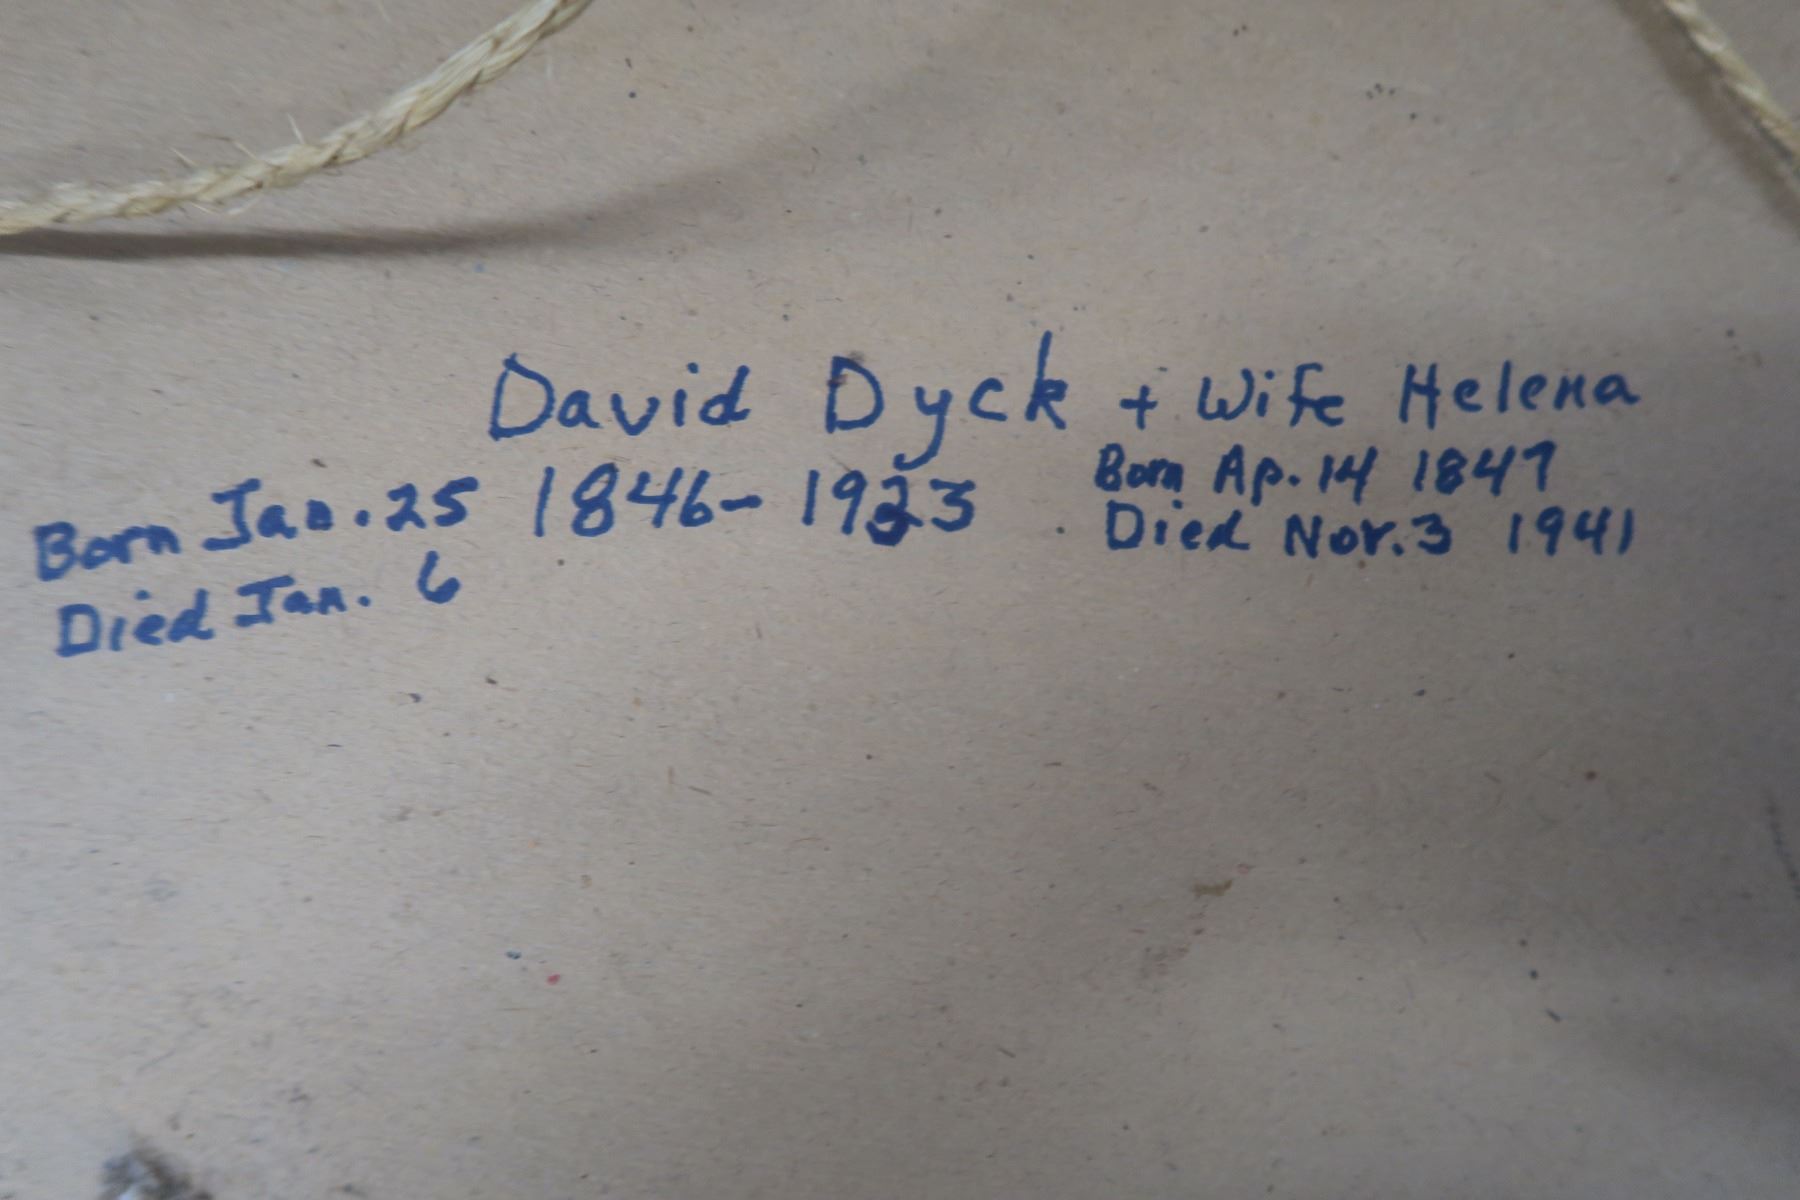 David Dyck + Wife Helena
Born Jan. 25 1846 - 1923
Died Jan. 6
Born Ap. 14 1847
Died Nov. 3 1941